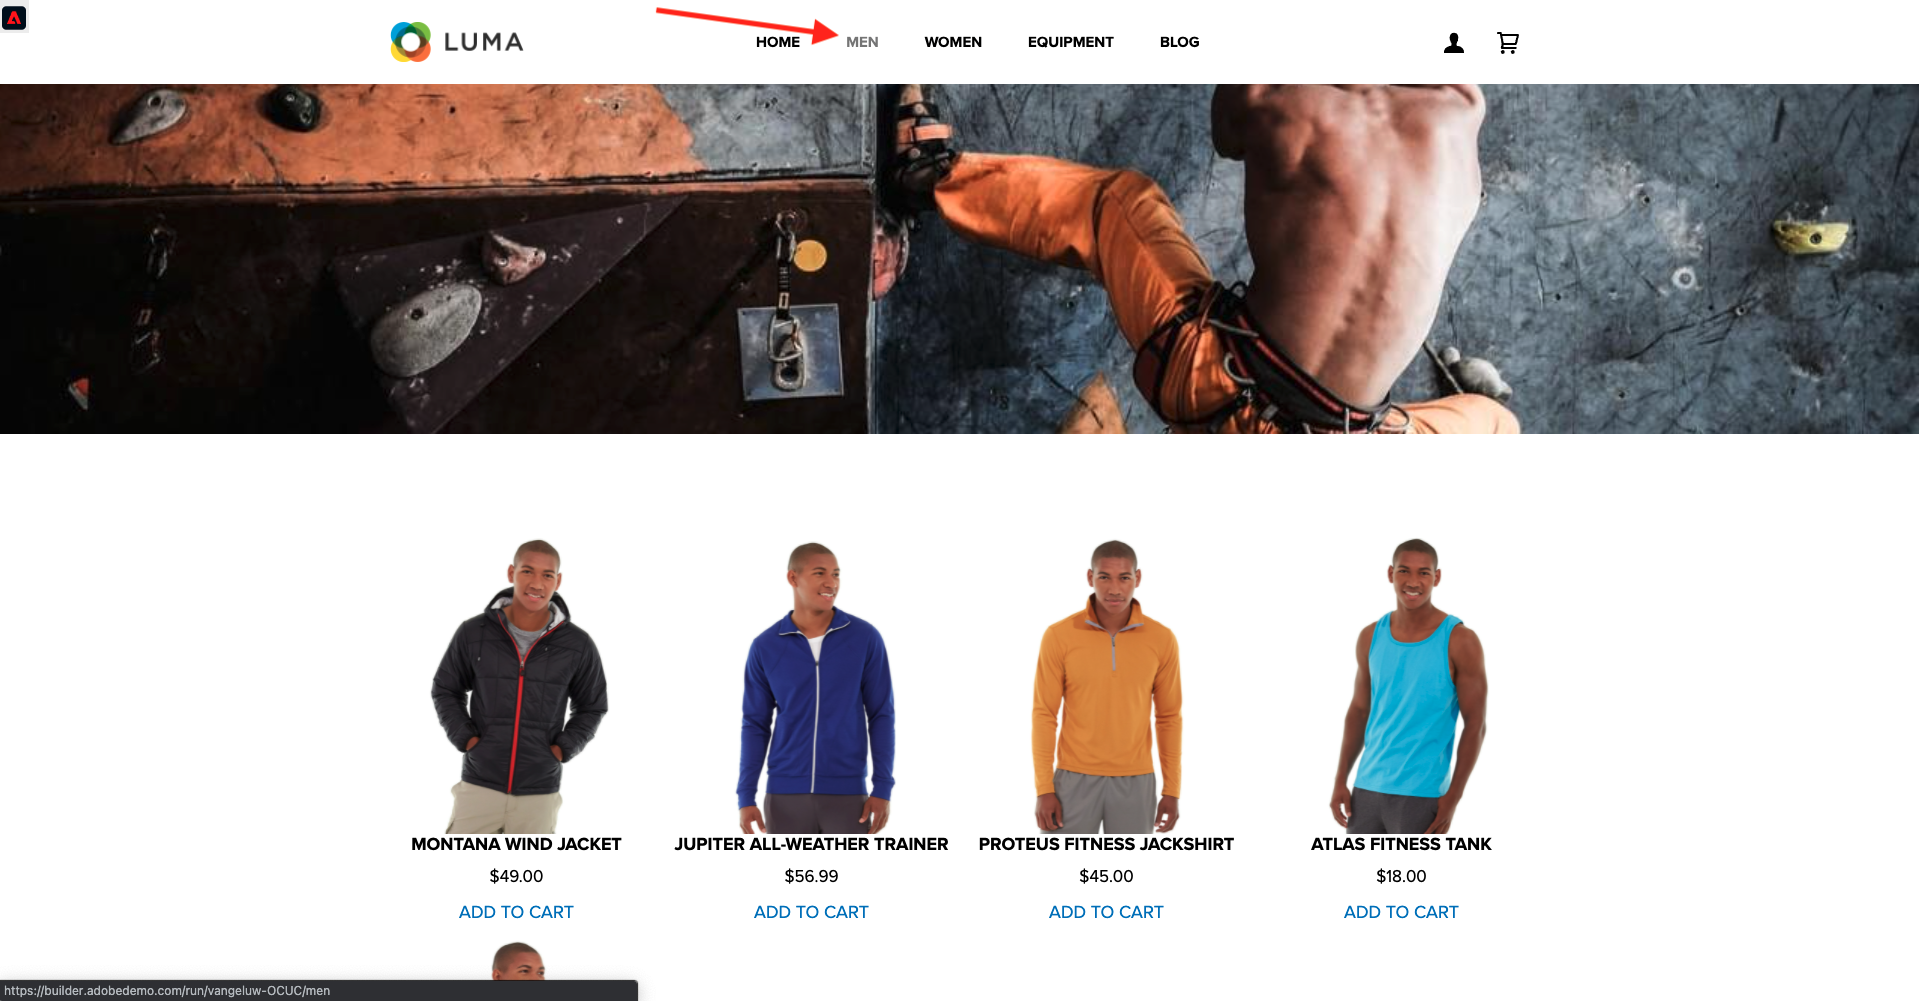 LUMA
HOME MEN WOMEN EQUIPMENT BLOG
MONTANA WIND JACKET
$49.00
ADD TO CART
JUPITER ALL-WEATHER TRAINER
$56.99
ADD TO CART
PROTEUS FITNESS JACKSHIRT
$45.00
ADD TO CART
ATLAS FITNESS TANK
$18.00
ADD TO CART
https://builder.adobedemo.com/run/vangeluw-OCUC/men